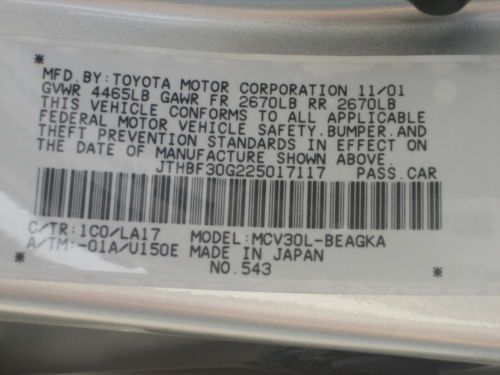 MFD.BY:TOYOTA MOTOR CORPORATION 11/01
GVWR 4465LB GAWR FR 2670LB RR 2670LB
THIS VEHICLE CONFORMS TO ALL APPLICABLE
FEDERAL MOTOR VEHICLE SAFETY.BUMPER.AND
THEFT PREVENTION STANDARDS IN EFFECT ON
THE DATE OF MANUFACTURE SHOWN ABOVE.
JTHBF30G225017117 PASS.CAR
C/TR:1C0/LA17 MODEL:MCV30L-BEAGKA
A/TM:-01A/U150E MADE IN JAPAN
NO.543